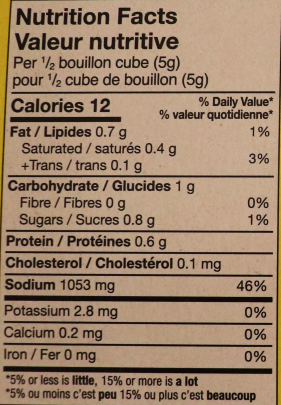 Nutrition Facts
Valeur nutritive
Per 1/2 bouillon cube (5g)
pour 1/2 cube de bouillon (5g)
Calories 12
% Daily Value*
% valeur quotidienne*
Fat / Lipides 0.7 g 1%
Saturated / saturés 0.4 g
+Trans / trans 0.1 g 3%
Carbohydrate / Glucides 1 g
Fibre / Fibres 0 g 0%
Sugars / Sucres 0.8 g 1%
Protein / Protéines 0.6 g
Cholesterol / Cholestérol 0.1 mg
Sodium 1053 mg 46%
Potassium 2.8 mg 0%
Calcium 0.2 mg 0%
Iron / Fer 0 mg 0%
*5% or less is little, 15% or more is a lot
*5% ou moins c'est peu 15% ou plus c'est beaucoup